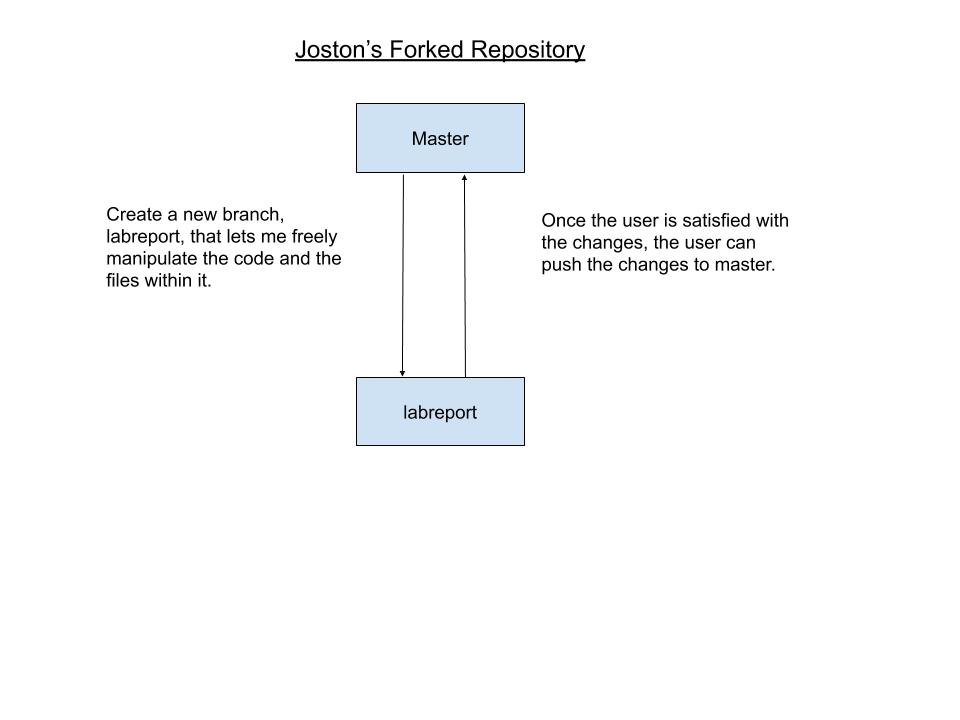 Joston’s Forked Repository
Master
Create a new branch,
labreport, that lets me freely
manipulate the code and the
files within it.
Once the user is satisfied with
the changes, the user can
push the changes to master.
labreport